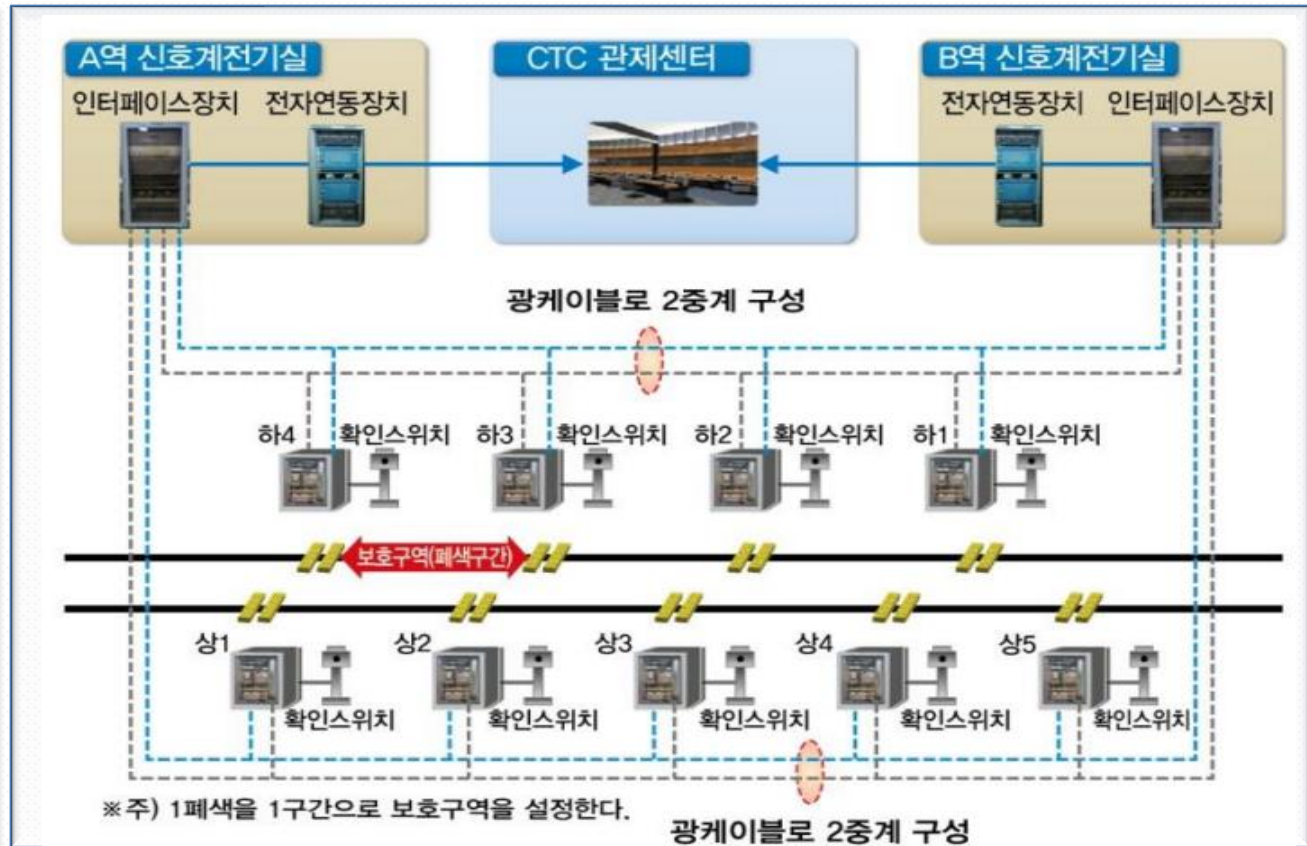 A역 신호계전기실
CTC 관제센터
B역 신호계전기실
인터페이스장치 전자연동장치
전자연동장치 인터페이스장치
광케이블로 2중계 구성
하4 확인스위치 하3 확인스위치 하2 확인스위치 하1 확인스위치
보호구역(폐색구간)
상1 상2 상3 상4 상5
확인스위치 확인스위치 확인스위치 확인스위치 확인스위치
※주) 1폐색을 1구간으로 보호구역을 설정한다.
광케이블로 2중계 구성